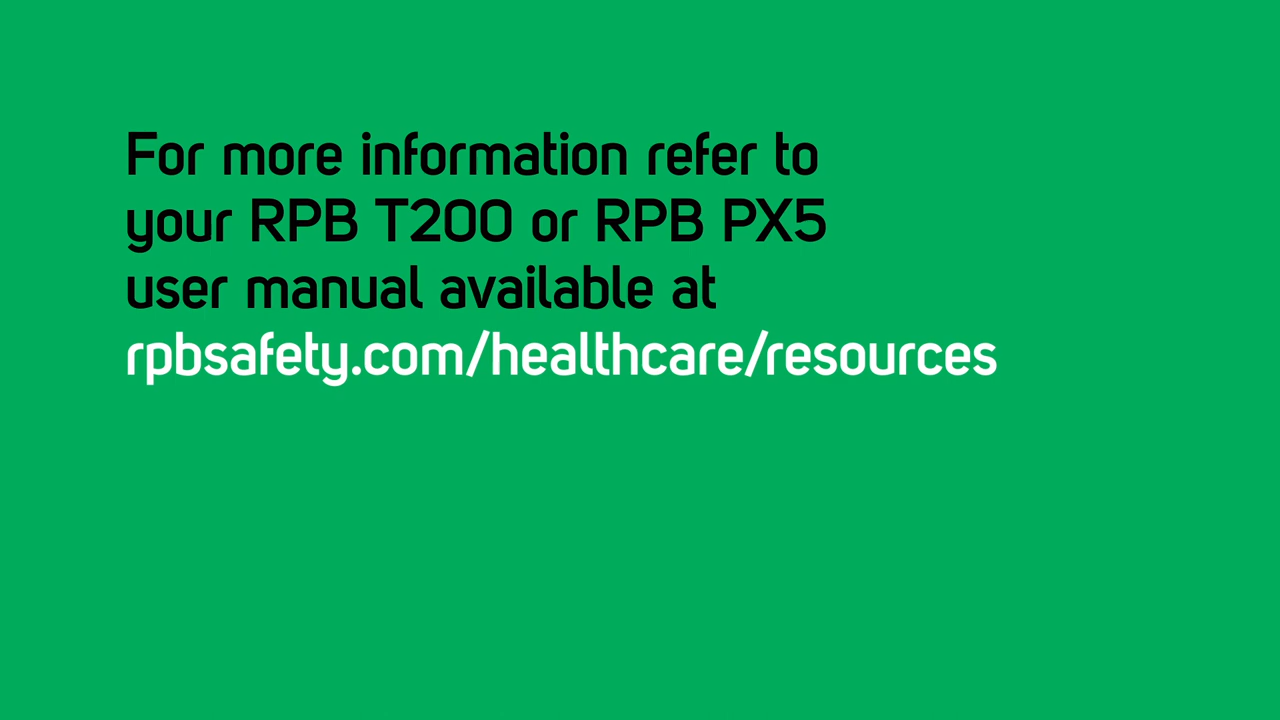 For more information refer to
your RPB T200 or RPB PX5
user manual available at
rpbsafety.com/healthcare/resources